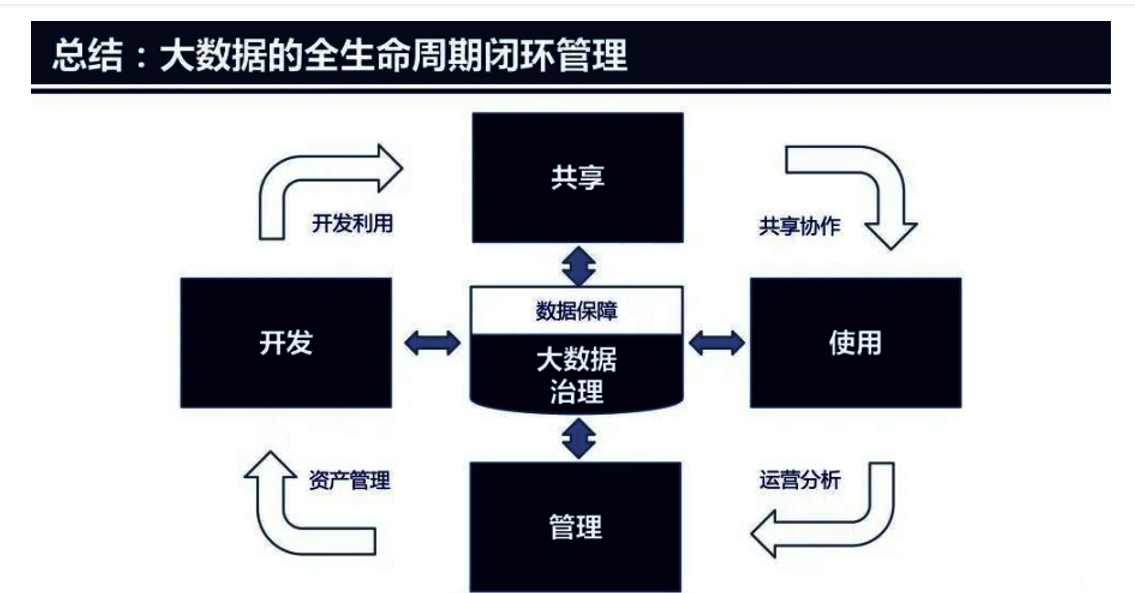 总结：大数据的全生命周期闭环管理
共享
开发利用
共享协作
数据保障
开发
大数据
治理
使用
资产管理
运营分析
管理